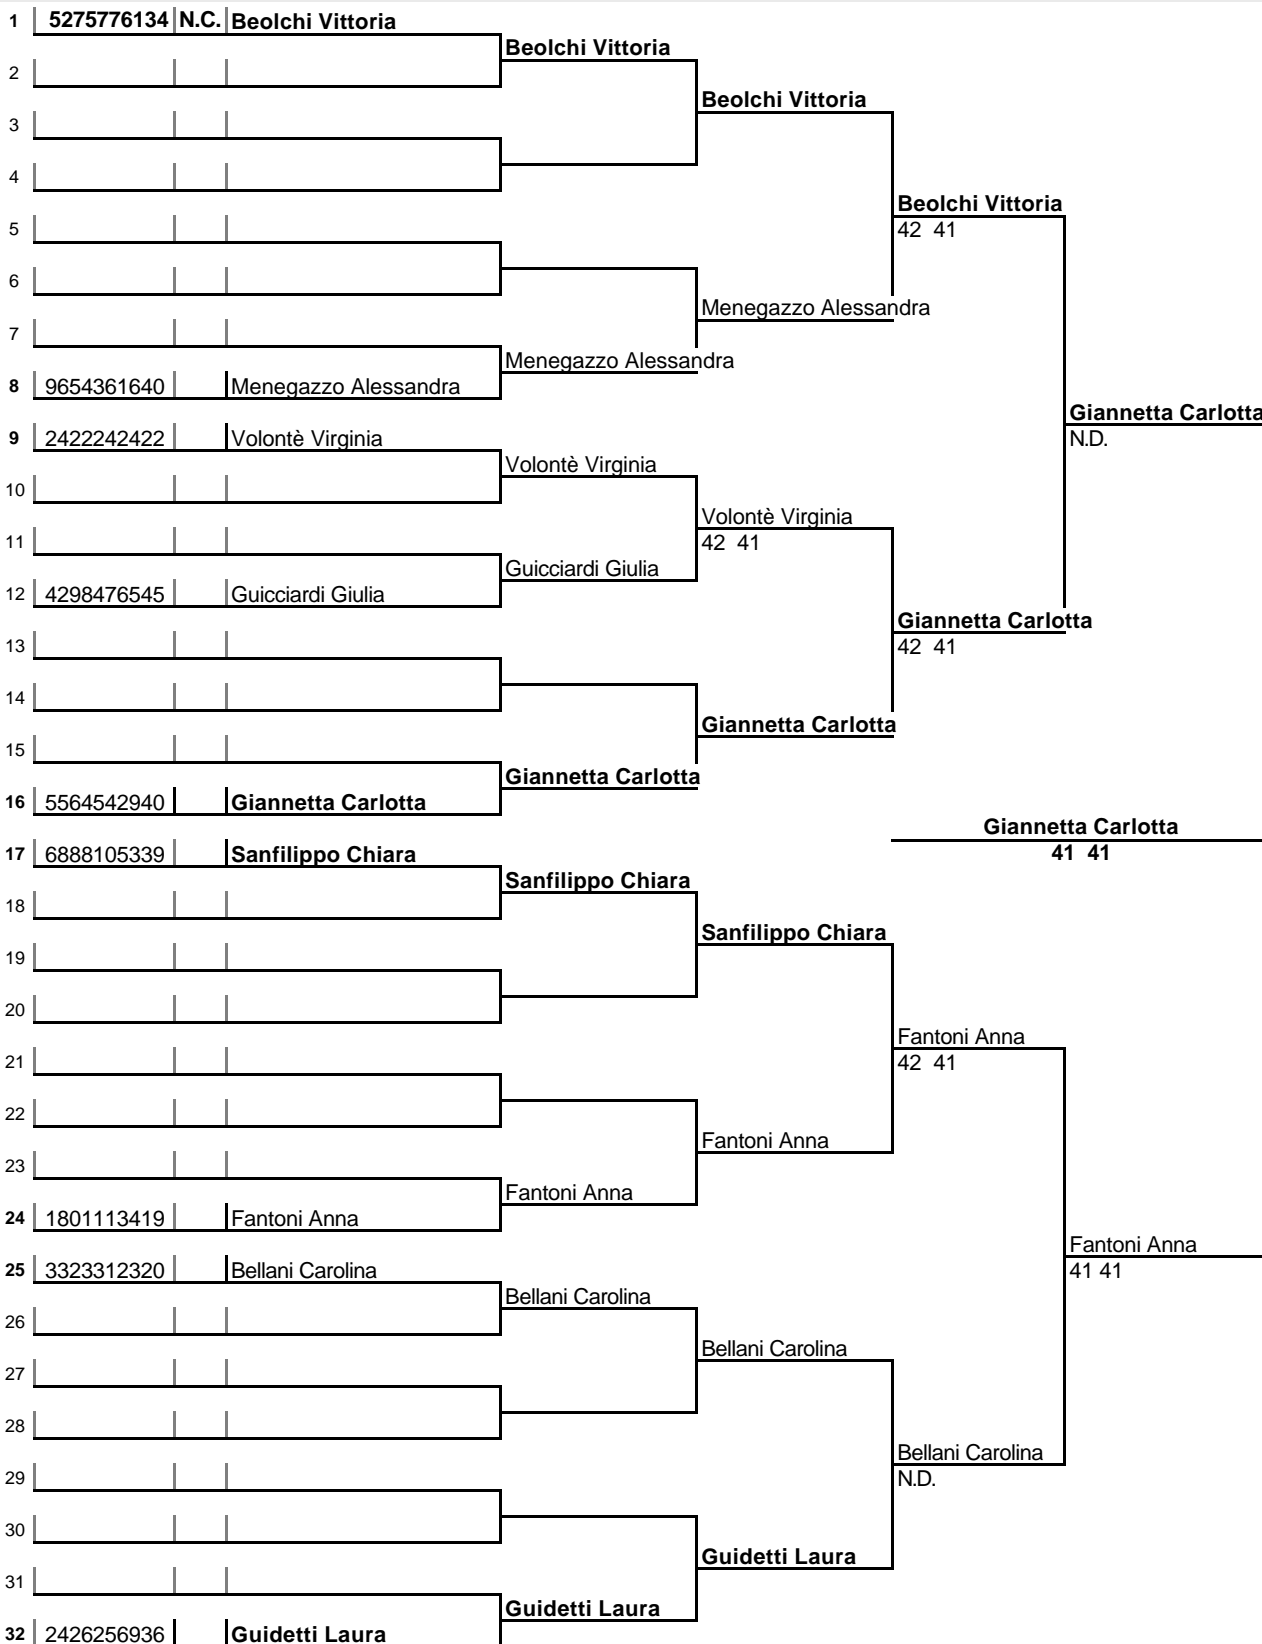 1 5275776134 N.C. Beolchi Vittoria
Beolchi Vittoria
2
Beolchi Vittoria
3
4
Beolchi Vittoria
5 42 41
6
Menegazzo Alessandra
7
Menegazzo Alessandra
8 9654361640 Menegazzo Alessandra
Giannetta Carlotta
9 2422242422 Volontè Virginia N.D.
Volontè Virginia
10
Volontè Virginia
11 42 41
Guicciardi Giulia
12 4298476545 Guicciardi Giulia
Giannetta Carlotta
13 42 41
14
Giannetta Carlotta
15
Giannetta Carlotta
16 5564542940 Giannetta Carlotta
Giannetta Carlotta
17 6888105339 Sanfilippo Chiara 41 41
Sanfilippo Chiara
18
Sanfilippo Chiara
19
20
Fantoni Anna
21 42 41
22
Fantoni Anna
23
Fantoni Anna
24 1801113419 Fantoni Anna
Fantoni Anna
25 3323312320 Bellani Carolina 41 41
Bellani Carolina
26
Bellani Carolina
27
28
Bellani Carolina
29 N.D.
30
Guidetti Laura
31
Guidetti Laura
32 2426256936 Guidetti Laura